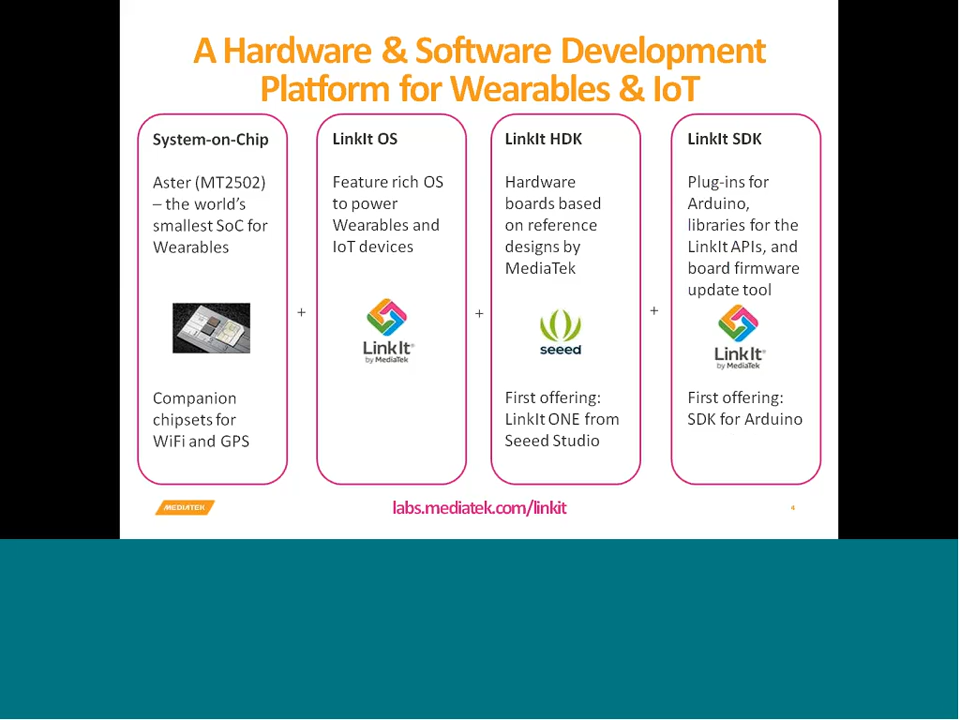 A Hardware & Software Development
Platform for Wearables & IoT
System-on-Chip
Aster (MT2502)
– the world's
smallest SoC for
Wearables
Companion
chipsets for
WiFi and GPS
+
LinkIt OS
Feature rich OS
to power
Wearables and
IoT devices
LinkIt®
by MediaTek
+
LinkIt HDK
Hardware
boards based
on reference
designs by
MediaTek
seeed
First offering:
LinkIt ONE from
Seeed Studio
+
LinkIt SDK
Plug-ins for
Arduino,
libraries for the
LinkIt APIs, and
board firmware
update tool
LinkIt®
by MediaTek
First offering:
SDK for Arduino
MEDIATEK
labs.mediatek.com/linkit
4